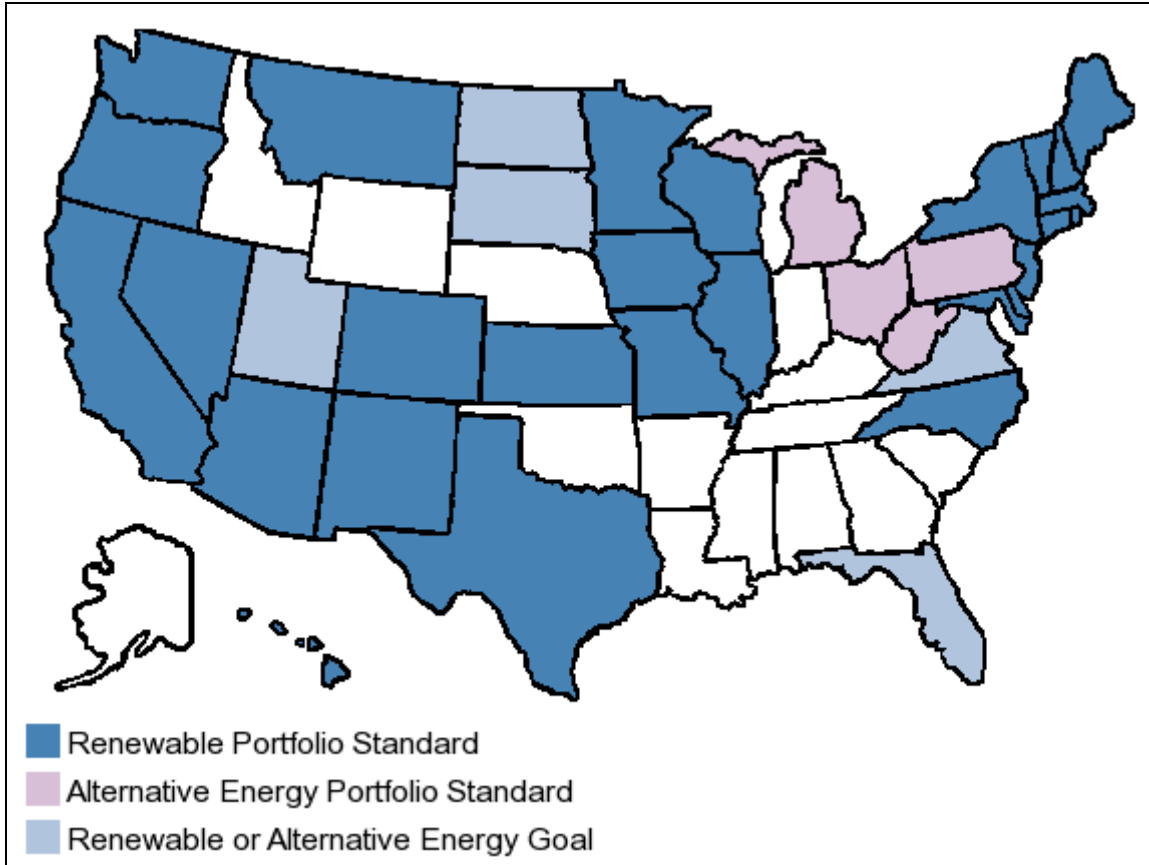 Renewable Portfolio Standard
Alternative Energy Portfolio Standard
Renewable or Alternative Energy Goal